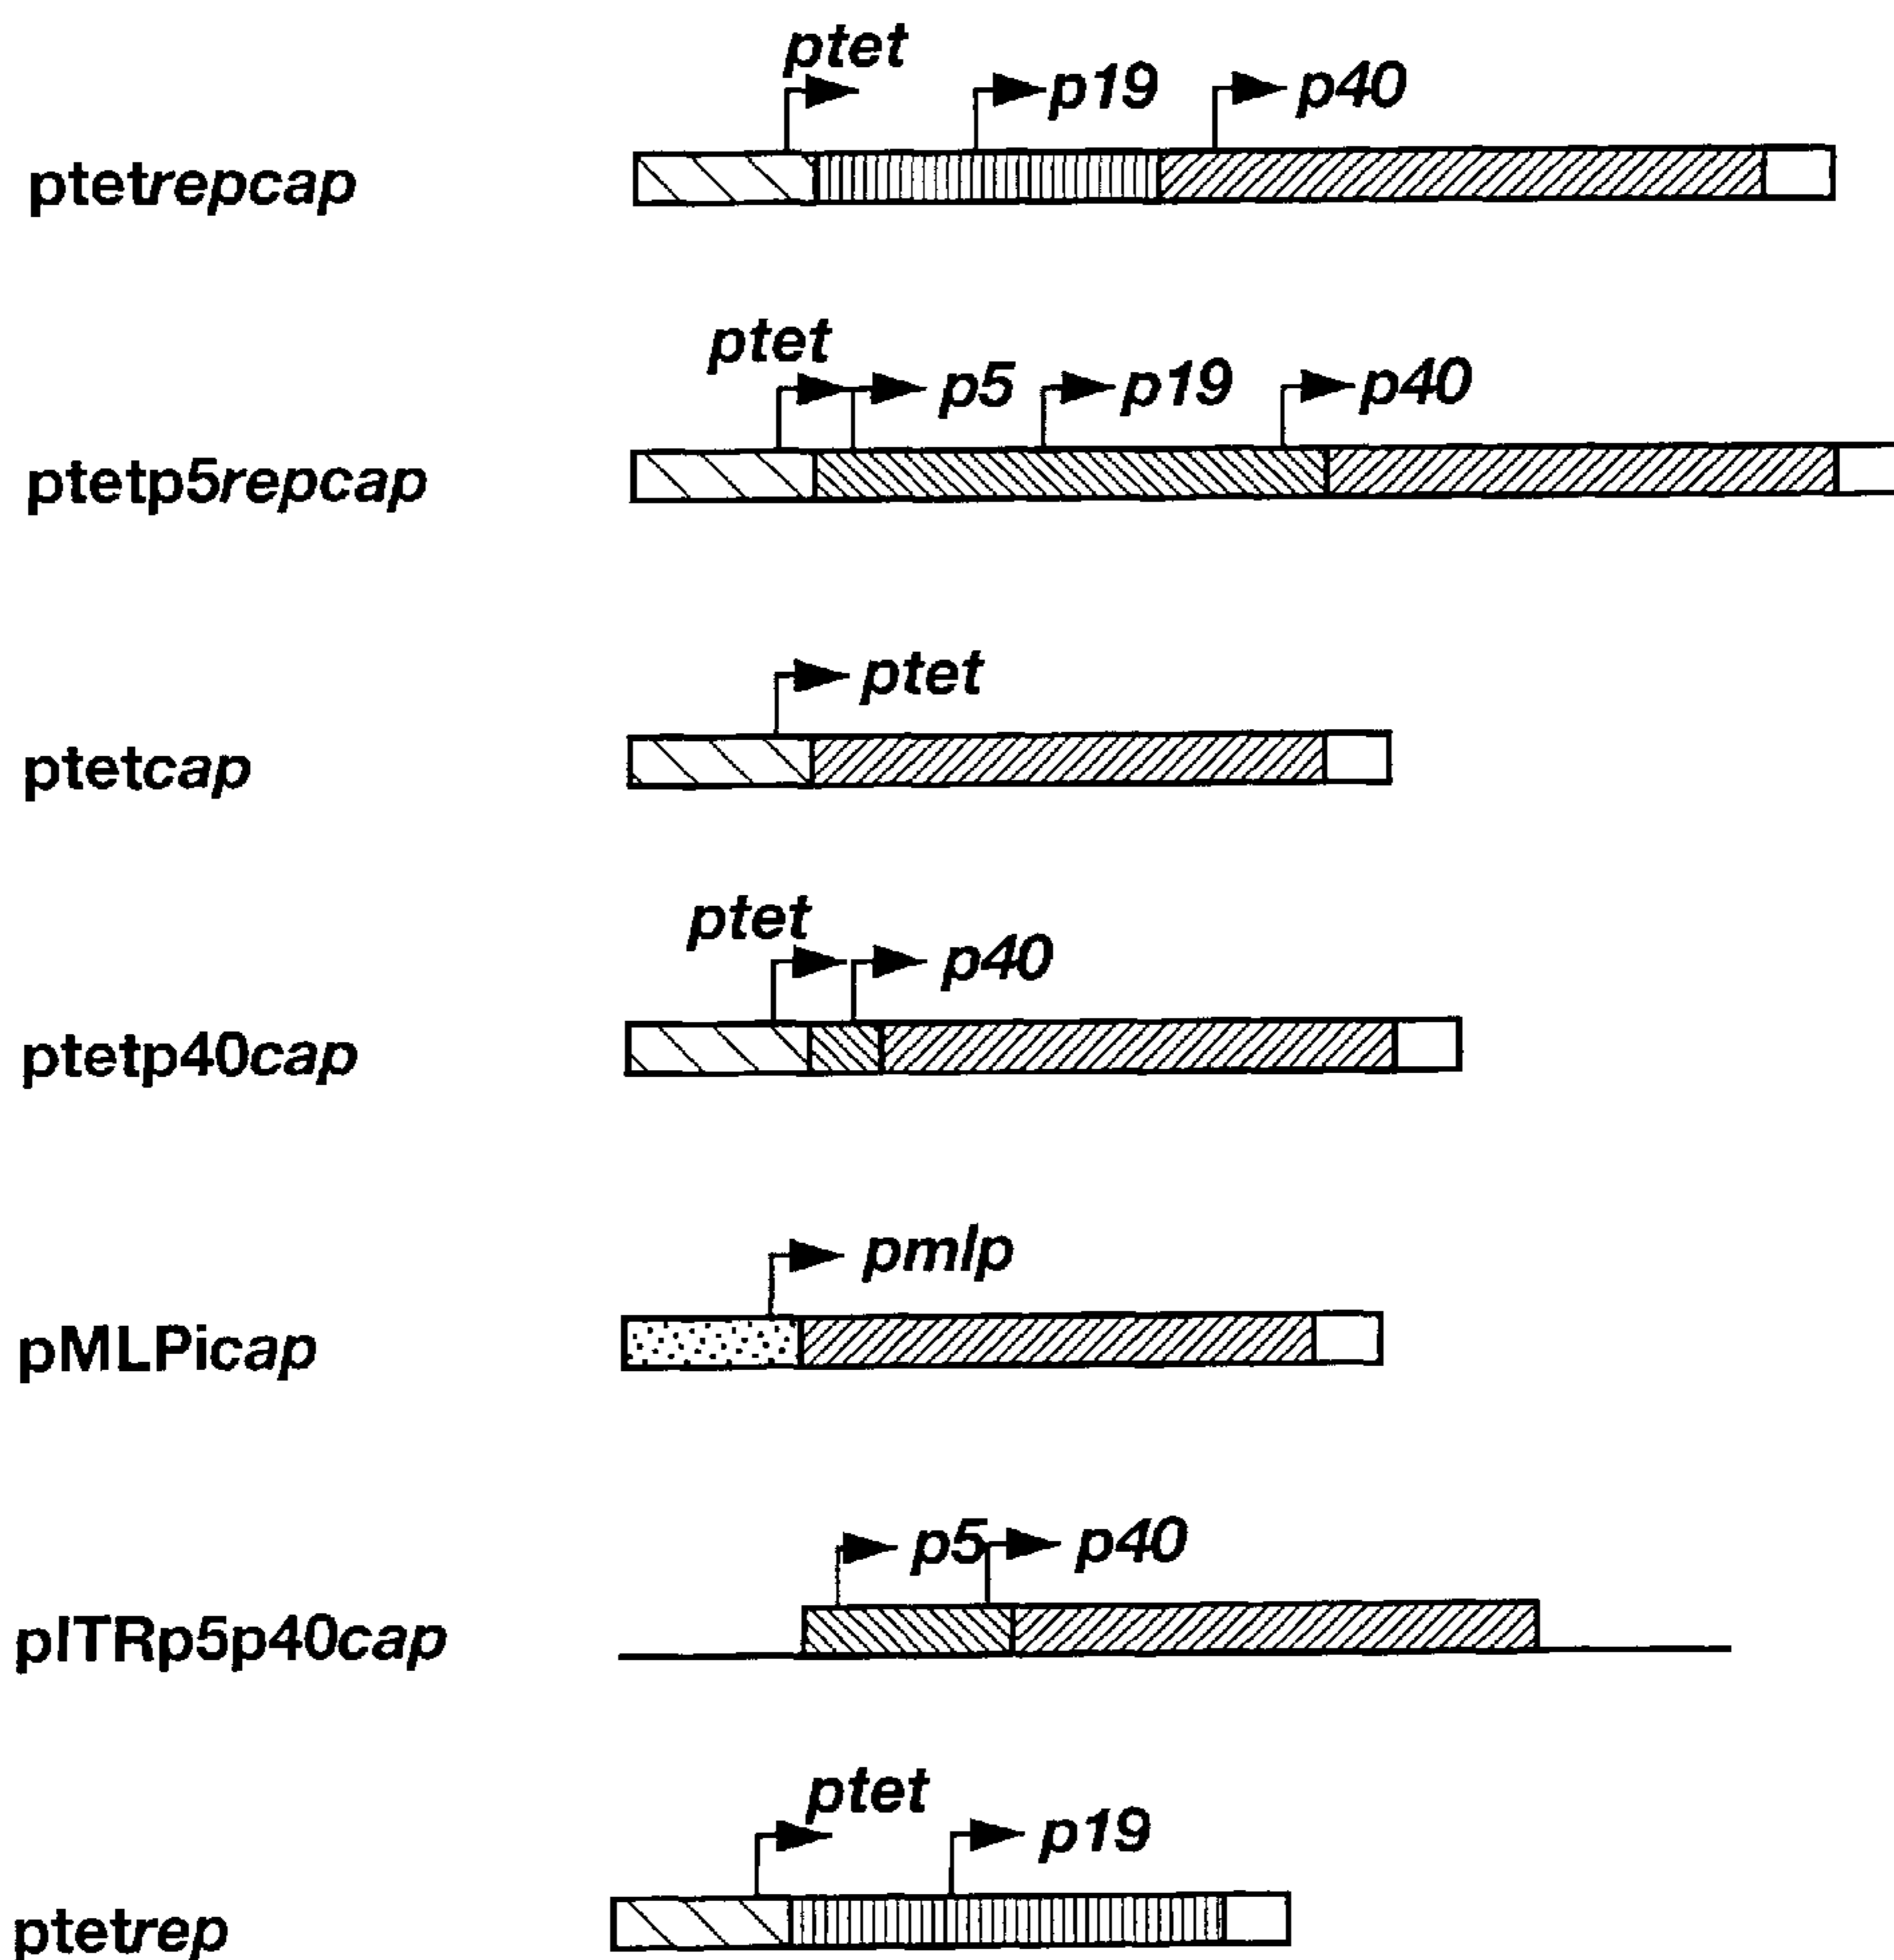 ptet
p19 p40
ptetrepcap
ptet
p5 p19 p40
ptetp5repcap
ptet
ptetcap
ptet
p40
ptetp40cap
pmlp
pMLPicap
p5 p40
pITRp5p40cap
ptet
p19
ptetrep